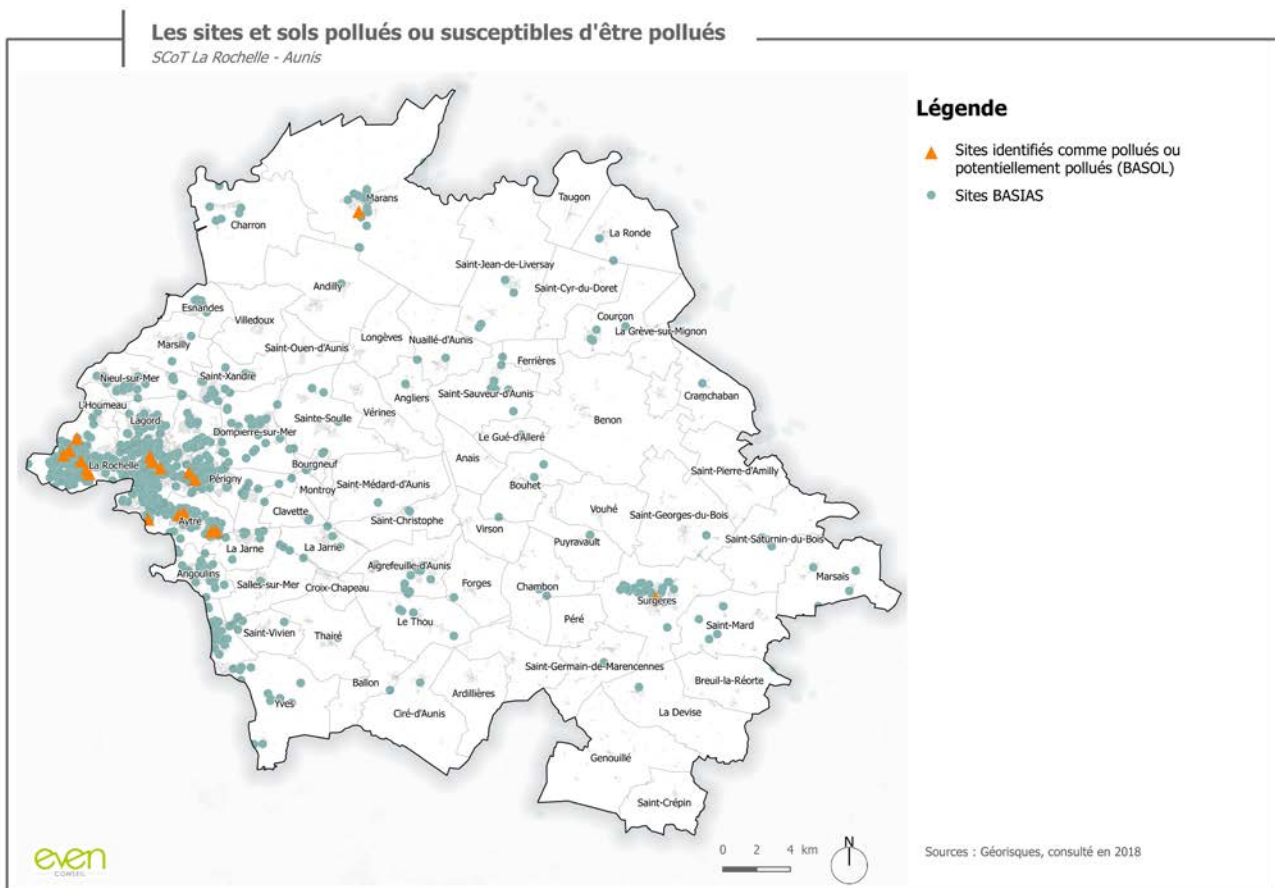 Les sites et sols pollués ou susceptibles d'être pollués
SCoT La Rochelle - Aunis
Légende
Sites identifiés comme pollués ou
potentiellement pollués (BASOL)
Sites BASIAS
Marans
Charron
Taugon
La Ronde
Saint-Jean-de-Liversay
Andilly
Saint-Cyr-du-Doret
Esnandes
Villedoux
Courçon
La Grève-sur-Mignon
Marsilly
Saint-Ouen-d'Aunis
Longèves
Nuaillé-d'Aunis
Ferrières
Nieul-sur-Mer
Saint-Xandre
Angliers
Saint-Sauveur-d'Aunis
Cramchaban
L'Houmeau
Lagord
Sainte-Soulle
Vérines
Benon
Dompierre-sur-Mer
Le Gué-d'Alleré
La Rochelle
Bourgneuf
Anais
Saint-Pierre-d'Amilly
Périgny
Montroy
Saint-Médard-d'Aunis
Bouhet
Clavette
Saint-Christophe
Vouhé
Saint-Georges-du-Bois
Aytré
Virson
Puyravault
Saint-Saturnin-du-Bois
La Jarne
La Jarrie
Aigrefeuille-d'Aunis
Angoulins
Salles-sur-Mer
Croix-Chapeau
Forges
Chambon
Marsais
Surgères
Le Thou
Péré
Saint-Mard
Saint-Vivien
Thairé
Saint-Germain-de-Marencennes
Ballon
Ardillières
Breuil-la-Réorte
Yves
Ciré-d'Aunis
La Devise
Genouillé
Saint-Crépin
even
CONSEIL
0 2 4 km
N
Sources : Géorisques, consulté en 2018